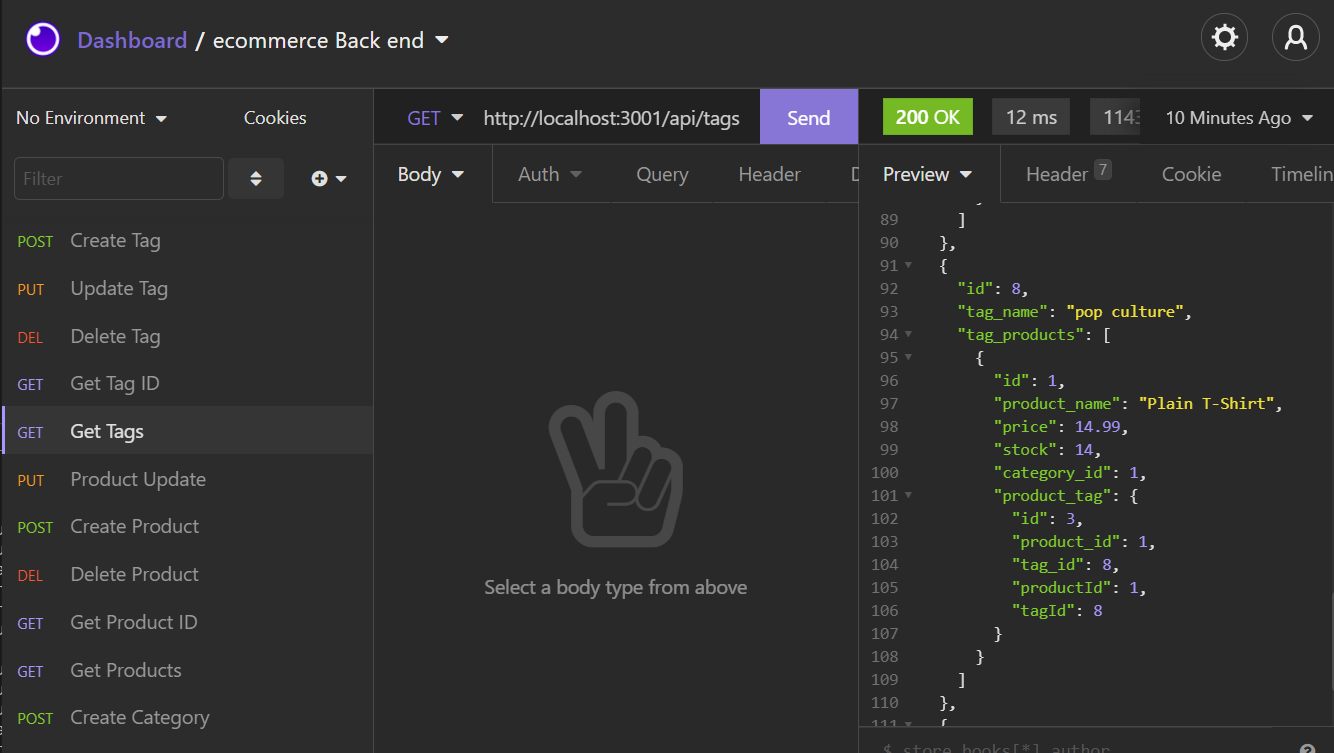 Dashboard / ecommerce Back end
No Environment
Cookies
Filter
POST Create Tag
PUT Update Tag
DEL Delete Tag
GET Get Tag ID
GET Get Tags
PUT Product Update
POST Create Product
DEL Delete Product
GET Get Product ID
GET Get Products
POST Create Category
GET http://localhost:3001/api/tags Send
Body Auth Query Header
Select a body type from above
200 OK 12 ms 1143 10 Minutes Ago
Preview Header 7 Cookie Timelin
89 ]
90 },
91 {
92 "id": 8,
93 "tag_name": "pop culture",
94 "tag_products": [
95 {
96 "id": 1,
97 "product_name": "Plain T-Shirt",
98 "price": 14.99,
99 "stock": 14,
100 "category_id": 1,
101 "product_tag": {
102 "id": 3,
103 "product_id": 1,
104 "tag_id": 8,
105 "productId": 1,
106 "tagId": 8
107 }
108 }
109 ]
110 },
111 {
$.store.books[*].author